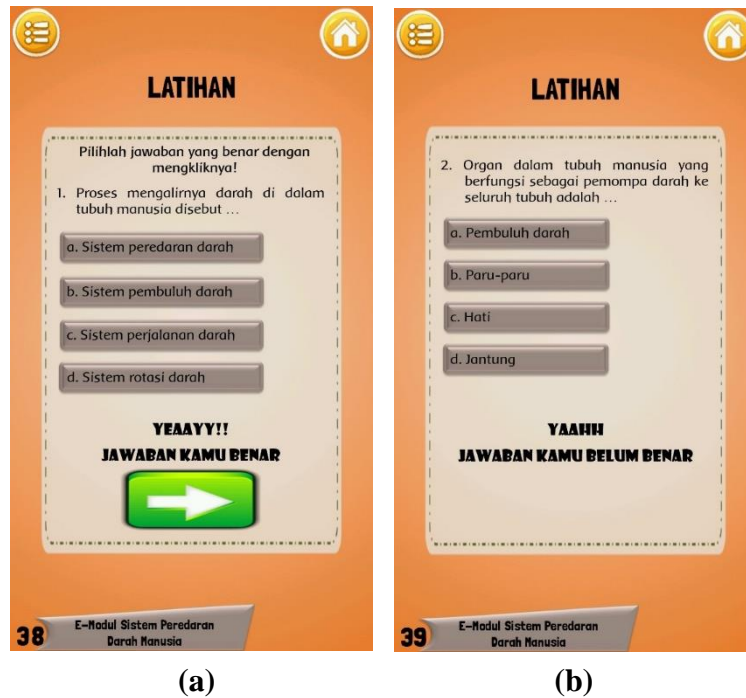 LATIHAN
Pilihlah jawaban yang benar dengan
mengkliknya!
1. Proses mengalirnya darah di dalam
tubuh manusia disebut ...
a. Sistem peredaran darah
b. Sistem pembuluh darah
c. Sistem perjalanan darah
d. Sistem rotasi darah
YEAAYY!!
JAWABAN KAMU BENAR
38
E-Modul Sistem Peredaran
Darah Manusia
(a)
LATIHAN
2. Organ dalam tubuh manusia yang
berfungsi sebagai pemompa darah ke
seluruh tubuh adalah ...
a. Pembuluh darah
b. Paru-paru
c. Hati
d. Jantung
YAAHH
JAWABAN KAMU BELUM BENAR
39
E-Modul Sistem Peredaran
Darah Manusia
(b)